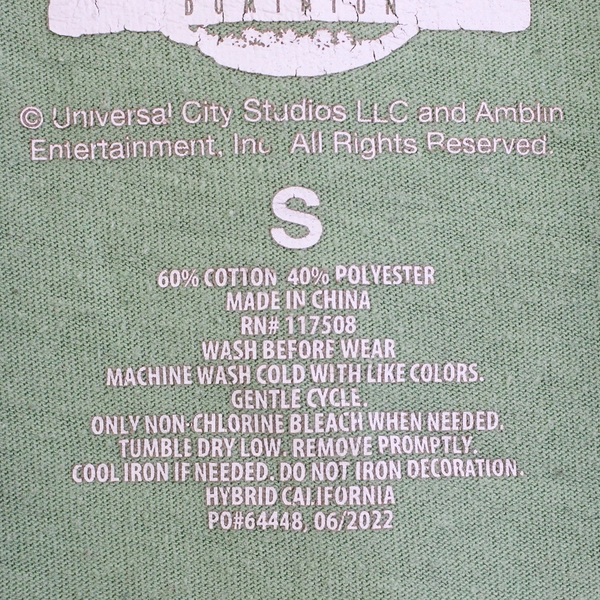 DOMINION
© Universal City Studios LLC and Amblin
Entertainment, Inc. All Rights Reserved.
S
60% COTTON 40% POLYESTER
MADE IN CHINA
RN# 117508
WASH BEFORE WEAR
MACHINE WASH COLD WITH LIKE COLORS.
GENTLE CYCLE.
ONLY NON-CHLORINE BLEACH WHEN NEEDED.
TUMBLE DRY LOW. REMOVE PROMPTLY.
COOL IRON IF NEEDED. DO NOT IRON DECORATION.
HYBRID CALIFORNIA
PO#64448, 06/2022